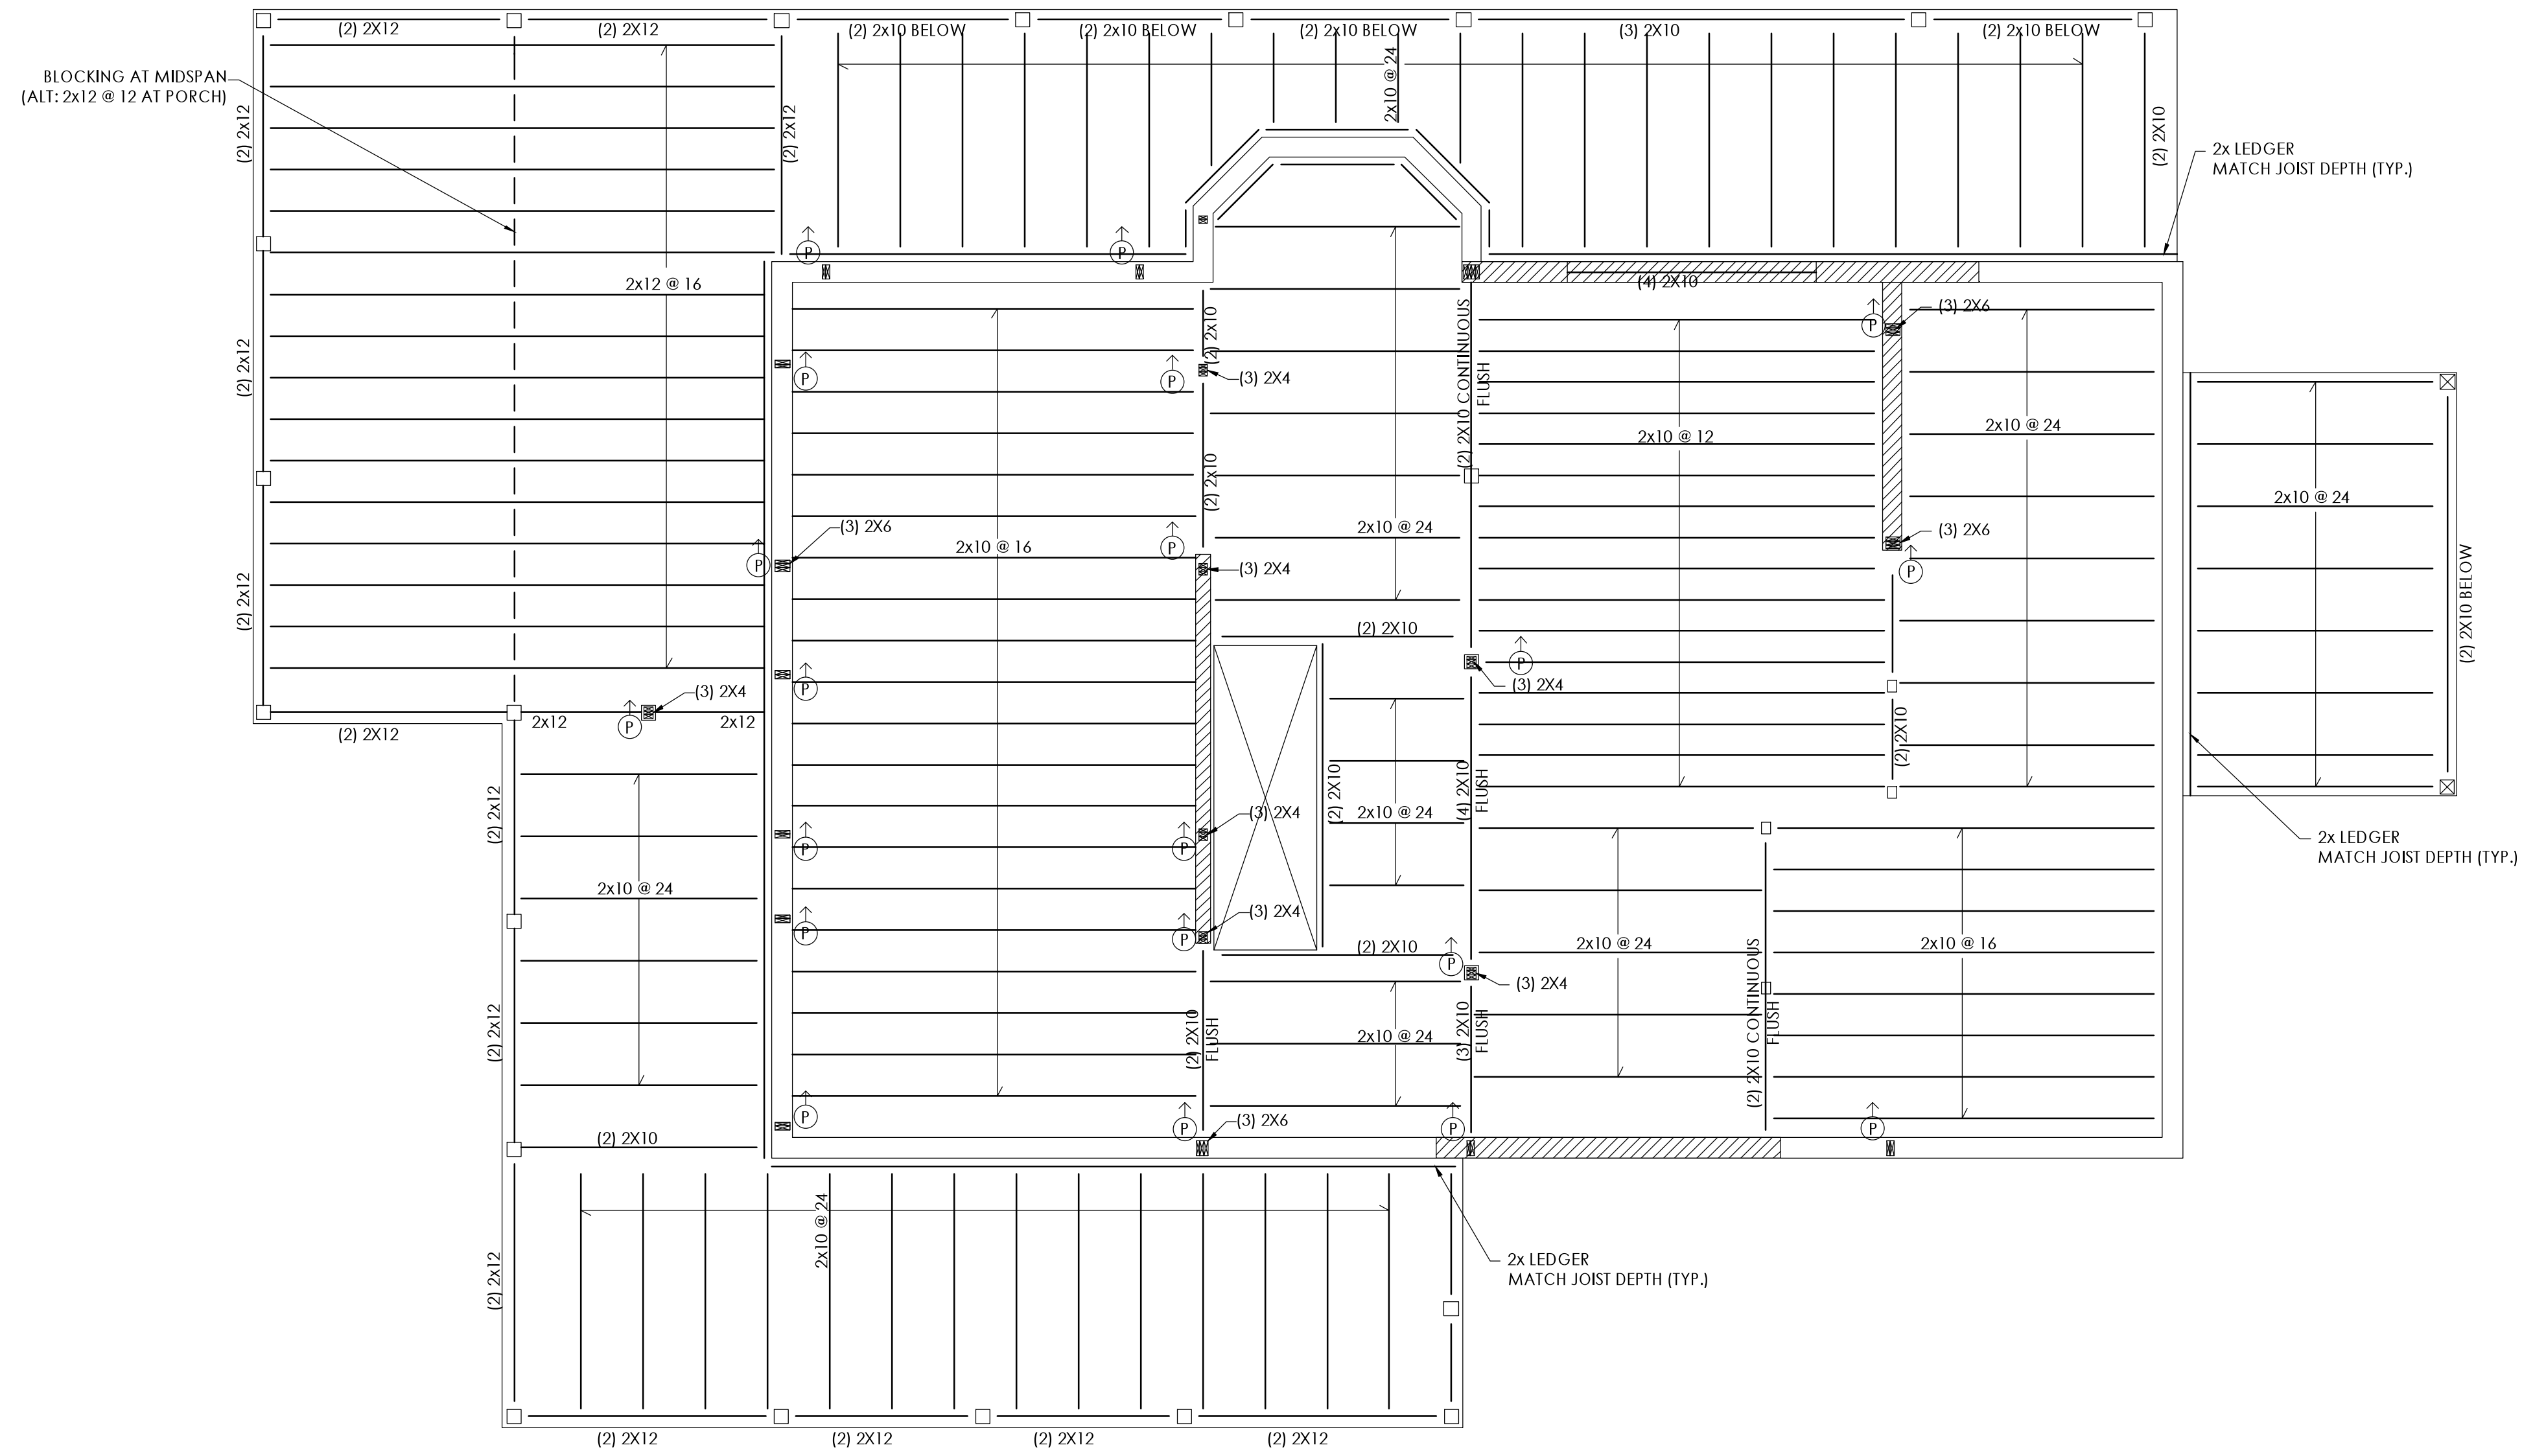 (2) 2X12
(2) 2X12
(2) 2x10 BELOW
(2) 2x10 BELOW
(2) 2x10 BELOW
(3) 2X10
(2) 2x10 BELOW
BLOCKING AT MIDSPAN
(ALT: 2x12 @ 12 AT PORCH)
2x10 @ 24
(2) 2x12
(2) 2x12
(2) 2X10
2x LEDGER
MATCH JOIST DEPTH (TYP.)
P
P
2x12 @ 16
(4) 2X10
(3) 2X6
P
(2) 2x10
(2) 2X10 CONTINUOUS
FLUSH
(2) 2x12
P
P
(3) 2X4
2x10 @ 12
2x10 @ 24
(2) 2x10
2x10 @ 24
(3) 2X6
2x10 @ 16
P
2x10 @ 24
(3) 2X6
P
P
(3) 2X4
(2) 2x12
(2) 2X10 BELOW
(2) 2X10
P
(3) 2X4
P
(3) 2X4
P
2x12
2x12
(2) 2X12
(2) 2X10
(2) 2x12
(2) 2X10
2x10 @ 24
(4) 2X10
FLUSH
(3) 2X4
P
P
2x LEDGER
MATCH JOIST DEPTH (TYP.)
2x10 @ 24
(3) 2X4
P
P
(2) 2X10
P
2x10 @ 24
2x10 @ 16
(3) 2X4
(2) 2x12
(2) 2X10
FLUSH
2x10 @ 24
(3) 2X10
FLUSH
(2) 2X10 CONTINUOUS
FLUSH
P
P
P
P
(3) 2X6
(2) 2X10
2x10 @ 24
(2) 2x12
2x LEDGER
MATCH JOIST DEPTH (TYP.)
(2) 2X12
(2) 2X12
(2) 2X12
(2) 2X12